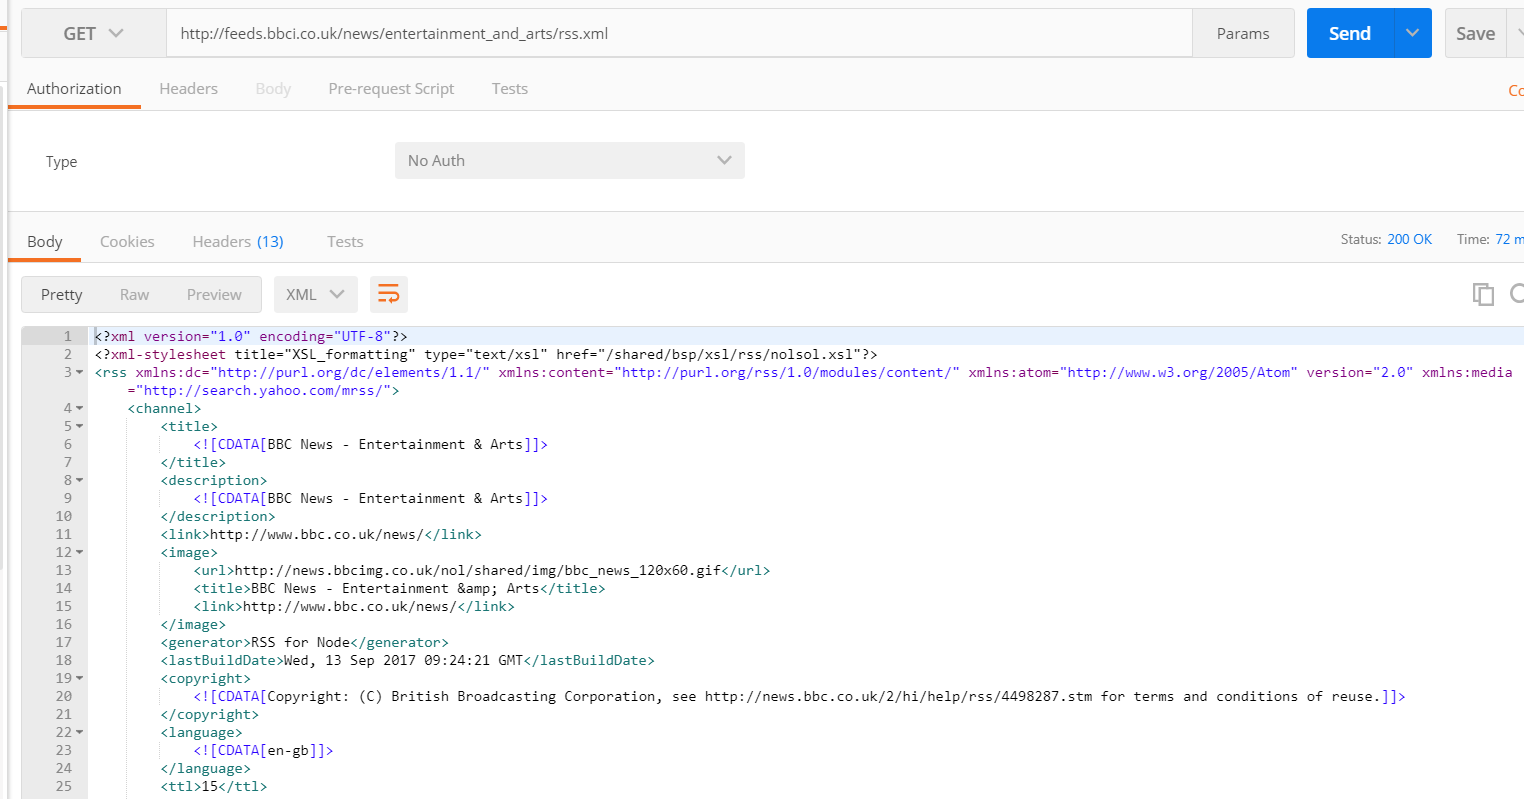 GET http://feeds.bbci.co.uk/news/entertainment_and_arts/rss.xml Params Send Save
Authorization Headers Body Pre-request Script Tests
Type No Auth
Body Cookies Headers (13) Tests Status: 200 OK Time: 72 m
Pretty Raw Preview XML
1 <?xml version="1.0" encoding="UTF-8"?>
2 <?xml-stylesheet title="XSL_formatting" type="text/xsl" href="/shared/bsp/xsl/rss/nolsol.xsl"?>
3 <rss xmlns:dc="http://purl.org/dc/elements/1.1/" xmlns:content="http://purl.org/rss/1.0/modules/content/" xmlns:atom="http://www.w3.org/2005/Atom" version="2.0" xmlns:media
="http://search.yahoo.com/mrss/">
4 <channel>
5 <title>
6 <![CDATA[BBC News - Entertainment & Arts]]>
7 </title>
8 <description>
9 <![CDATA[BBC News - Entertainment & Arts]]>
10 </description>
11 <link>http://www.bbc.co.uk/news/</link>
12 <image>
13 <url>http://news.bbcimg.co.uk/nol/shared/img/bbc_news_120x60.gif</url>
14 <title>BBC News - Entertainment &amp; Arts</title>
15 <link>http://www.bbc.co.uk/news/</link>
16 </image>
17 <generator>RSS for Node</generator>
18 <lastBuildDate>Wed, 13 Sep 2017 09:24:21 GMT</lastBuildDate>
19 <copyright>
20 <![CDATA[Copyright: (C) British Broadcasting Corporation, see http://news.bbc.co.uk/2/hi/help/rss/4498287.stm for terms and conditions of reuse.]]>
21 </copyright>
22 <language>
23 <![CDATA[en-gb]]>
24 </language>
25 <ttl>15</ttl>